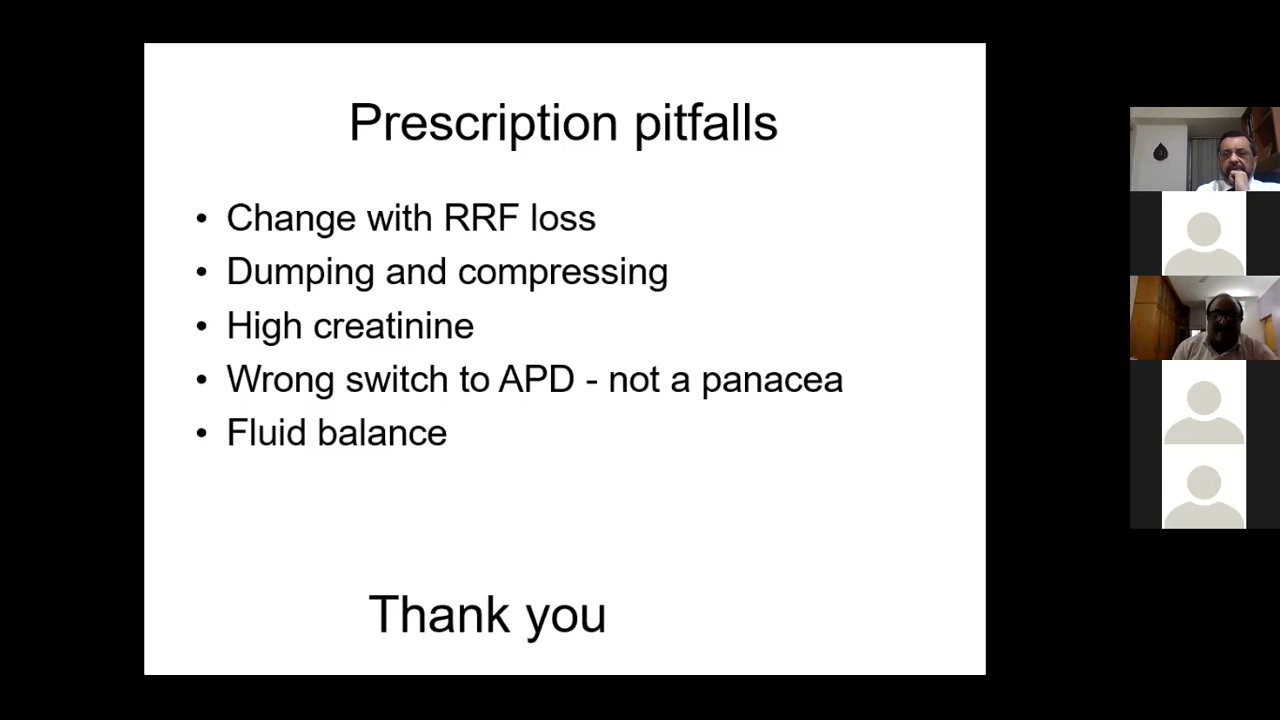 Prescription pitfalls
• Change with RRF loss
• Dumping and compressing
• High creatinine
• Wrong switch to APD - not a panacea
• Fluid balance
Thank you